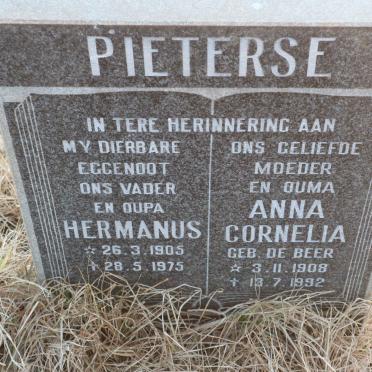 PIETERSE
IN TERE HERINNERING AAN
MY DIERBARE
EGGENOOT
ONS VADER
EN OUPA
HERMANUS
☆ 26.3.1905
✝ 28.5.1975
ONS GELIEFDE
MOEDER
EN OUMA
ANNA
CORNELIA
GEB. DE BEER
☆ 3.11.1908
✝ 13.7.1992